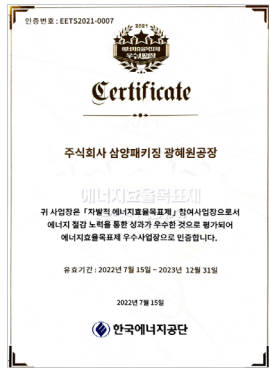 인증번호 : EETS2021-0007
2021
에너지효율목표제
우수사업장
Certificate
주식회사 삼양패키징 광혜원공장
에너지효율목표제
귀 사업장은 「자발적 에너지효율목표제」 참여사업장으로서
에너지 절감 노력을 통한 성과가 우수한 것으로 평가되어
에너지효율목표제 우수사업장으로 인증합니다.
유효기간 : 2022년 7월 15일 ~ 2023년 12월 31일
2022년 7월 15일
한국에너지공단